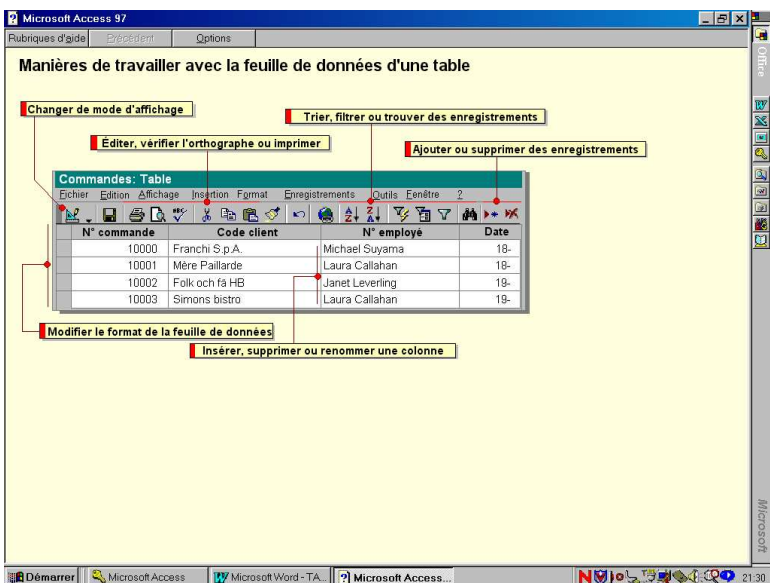 Microsoft Access 97
Rubriques d'aide Précédent Options
Manières de travailler avec la feuille de données d'une table
Changer de mode d'affichage
Trier, filtrer ou trouver des enregistrements
Éditer, vérifier l'orthographe ou imprimer
Ajouter ou supprimer des enregistrements
Commandes: Table
Fichier Edition Affichage Insertion Format Enregistrements Outils Fenêtre ?
N° commande Code client N° employé Date
10000 Franchi S.p.A. Michael Suyama 18-
10001 Mère Paillarde Laura Callahan 18-
10002 Folk och fä HB Janet Leverling 19-
10003 Simons bistro Laura Callahan 19-
Modifier le format de la feuille de données
Insérer, supprimer ou renommer une colonne
Office
Microsoft
Démarrer Microsoft Access Microsoft Word - TA... Microsoft Access... 21:30